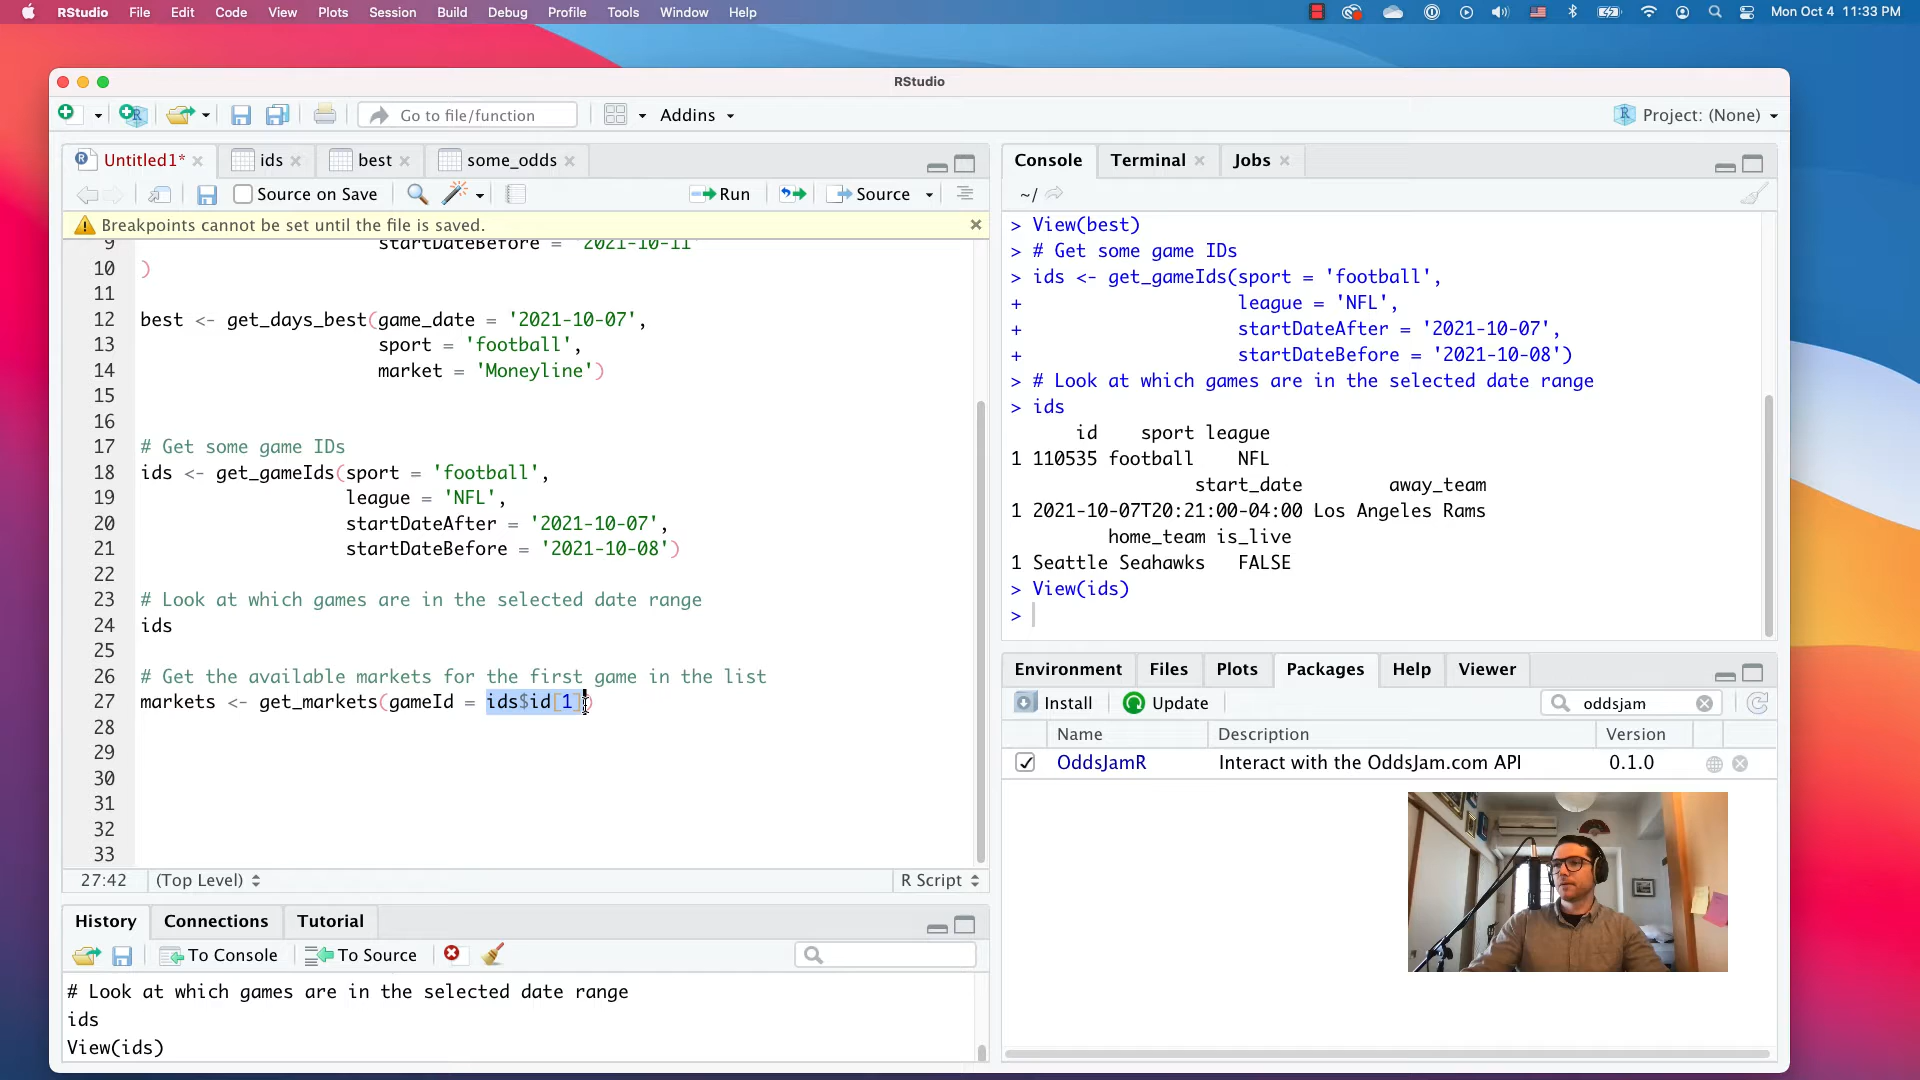 RStudio File Edit Code View Plots Session Build Debug Profile Tools Window Help Mon Oct 4 11:33 PM
RStudio
Go to file/function Addins Project: (None)
Untitled1* ids best some_odds
Source on Save Run Source
Breakpoints cannot be set until the file is saved.
9 startDateBefore = '2021-10-11'
10 )
11
12 best <- get_days_best(game_date = '2021-10-07',
13 sport = 'football',
14 market = 'Moneyline')
15
16
17 # Get some game IDs
18 ids <- get_gameIds(sport = 'football',
19 league = 'NFL',
20 startDateAfter = '2021-10-07',
21 startDateBefore = '2021-10-08')
22
23 # Look at which games are in the selected date range
24 ids
25
26 # Get the available markets for the first game in the list
27 markets <- get_markets(gameId = ids$id[1])
28
29
30
31
32
33
27:42 (Top Level) R Script
History Connections Tutorial
To Console To Source
# Look at which games are in the selected date range
ids
View(ids)
Console Terminal Jobs
~/
> View(best)
> # Get some game IDs
> ids <- get_gameIds(sport = 'football',
+ league = 'NFL',
+ startDateAfter = '2021-10-07',
+ startDateBefore = '2021-10-08')
> # Look at which games are in the selected date range
> ids
id sport league
1 110535 football NFL
start_date away_team
1 2021-10-07T20:21:00-04:00 Los Angeles Rams
home_team is_live
1 Seattle Seahawks FALSE
> View(ids)
>
Environment Files Plots Packages Help Viewer
Install Update oddsjam
Name Description Version
OddsJamR Interact with the OddsJam.com API 0.1.0